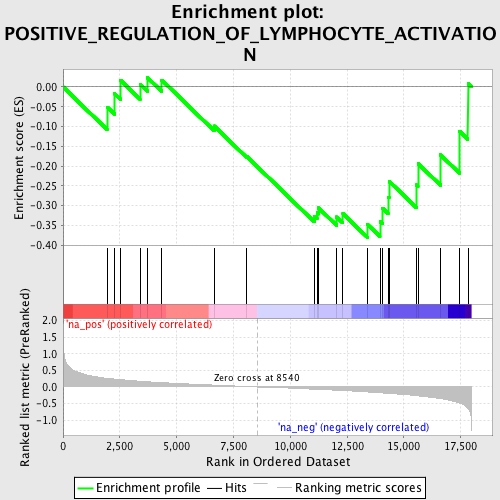 Enrichment plot:
POSITIVE_REGULATION_OF_LYMPHOCYTE_ACTIVATIO
N
Enrichment score (ES)
0.00
-0.05
-0.10
-0.15
-0.20
-0.25
-0.30
-0.35
-0.40
'na_pos' (positively correlated)
Ranked list metric (PreRanked)
2.0
1.5
1.0
0.5
0.0
-0.5
-1.0
Zero cross at 8540
'na_neg' (negatively correlated)
0 2,500 5,000 7,500 10,000 12,500 15,000 17,500
Rank in Ordered Dataset
Enrichment profile Hits Ranking metric scores